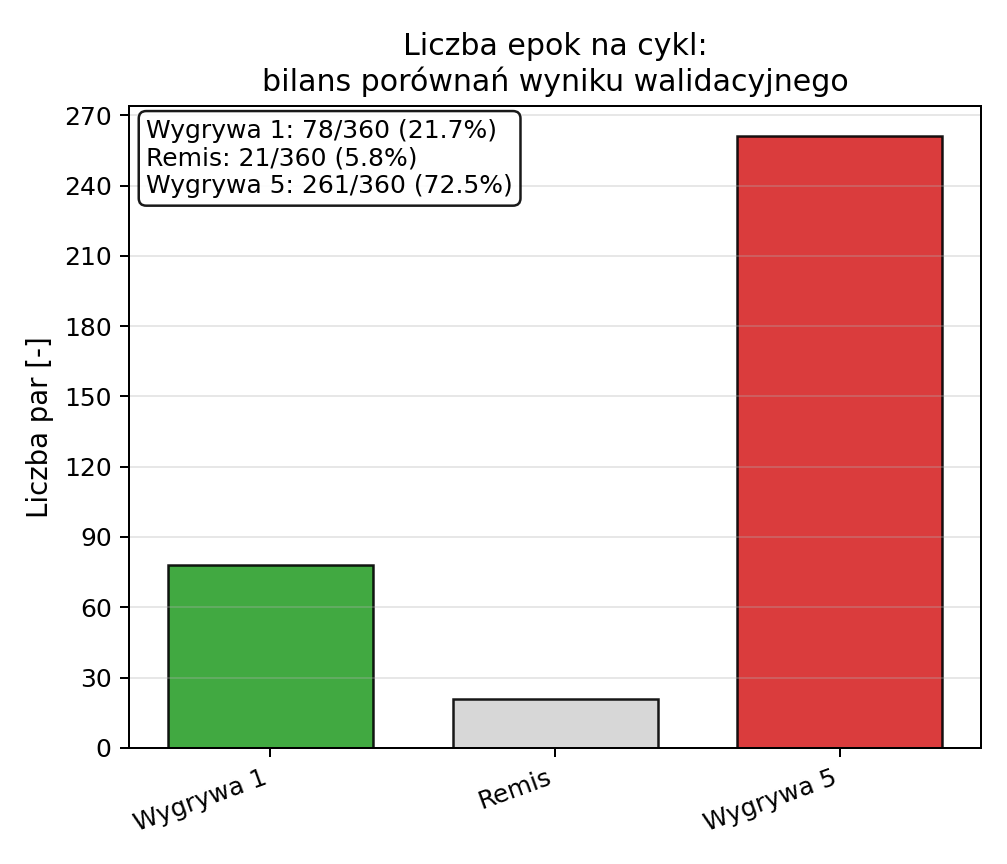 Liczba epok na cykl:
bilans porównań wyniku walidacyjnego
Wygrywa 1: 78/360 (21.7%)
Remis: 21/360 (5.8%)
Wygrywa 5: 261/360 (72.5%)
Liczba par [-]
270
240
210
180
150
120
90
60
30
0
Wygrywa 1
Remis
Wygrywa 5